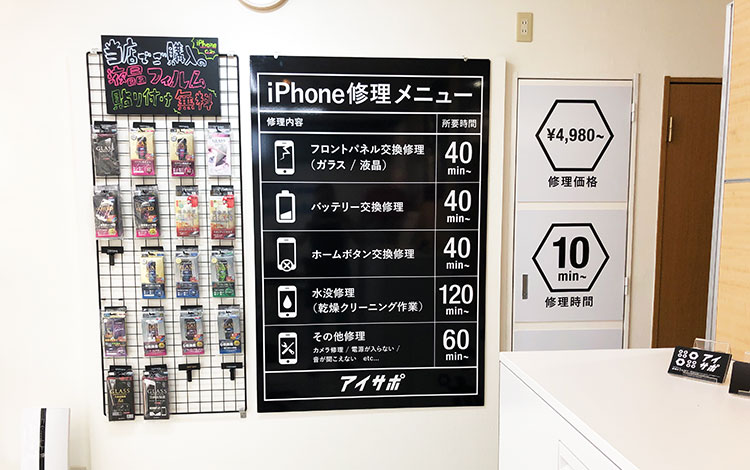 iPhone
当店でご購入の
液晶フィルム
貼り付け無料
iPhone修理メニュー
修理内容 所要時間
フロントパネル交換修理
（ガラス / 液晶）
40
min~
バッテリー交換修理
40
min~
ホームボタン交換修理
40
min~
水没修理
（乾燥クリーニング作業）
120
min~
その他修理
カメラ修理 / 電源が入らない /
音が聞こえない etc...
60
min~
アイサポ
¥4,980~
修理価格
10
min~
修理時間
アイ
サポ
GLASS
GLASS